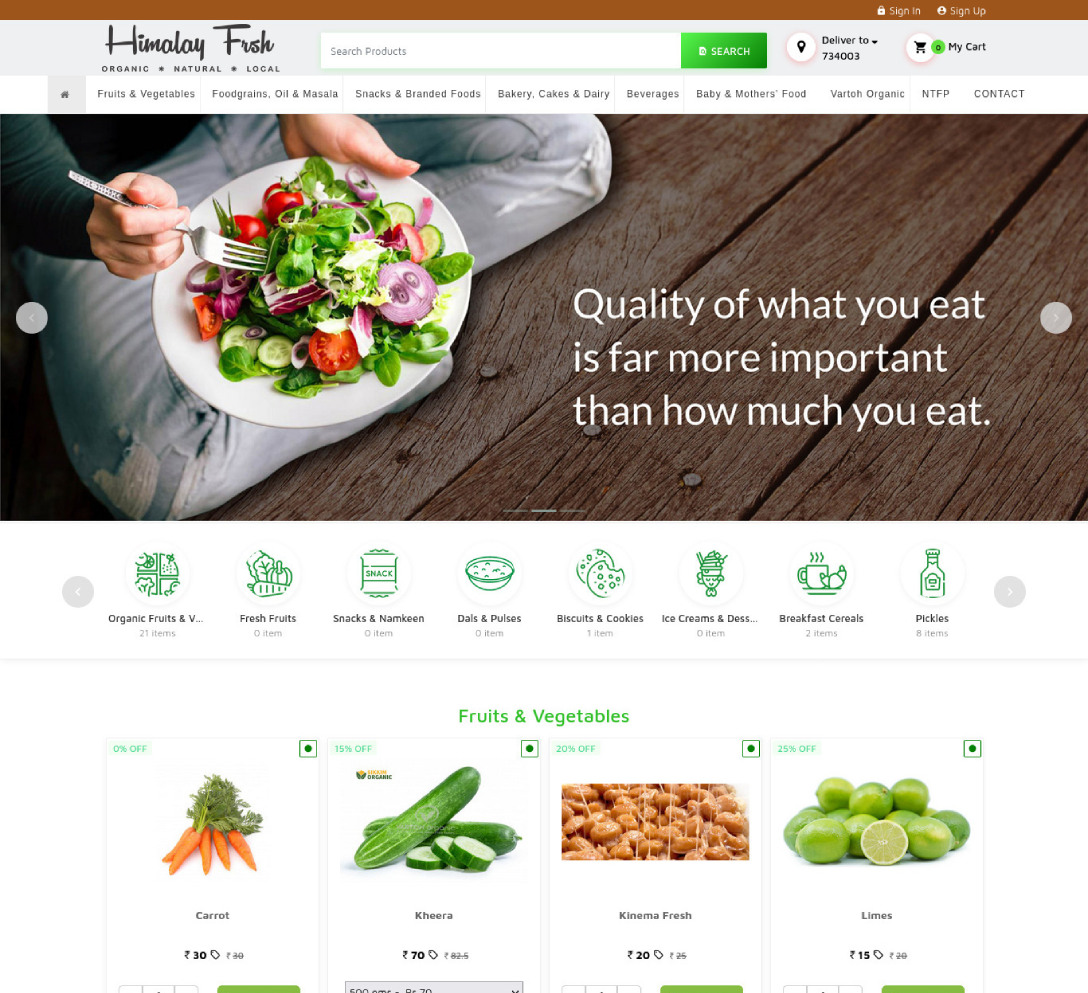 Sign In
Sign Up
Himalay Frsh
ORGANIC * NATURAL * LOCAL
Search Products
SEARCH
Deliver to
734003
0
My Cart
Fruits & Vegetables
Foodgrains, Oil & Masala
Snacks & Branded Foods
Bakery, Cakes & Dairy
Beverages
Baby & Mothers' Food
Vartoh Organic
NTFP
CONTACT
Quality of what you eat
is far more important
than how much you eat.
SNACK
Organic Fruits & V...
21 items
Fresh Fruits
0 item
Snacks & Namkeen
0 item
Dals & Pulses
0 item
Biscuits & Cookies
1 item
Ice Creams & Dess...
0 item
Breakfast Cereals
2 items
Pickles
8 items
Fruits & Vegetables
0% OFF
15% OFF
20% OFF
25% OFF
SIKKIM
ORGANIC
Carrot
Kheera
Kinema Fresh
Limes
₹ 30 ₹ 30
₹ 70 ₹ 82.5
₹ 20 ₹ 25
₹ 15 ₹ 20
500 gms - Rs 70